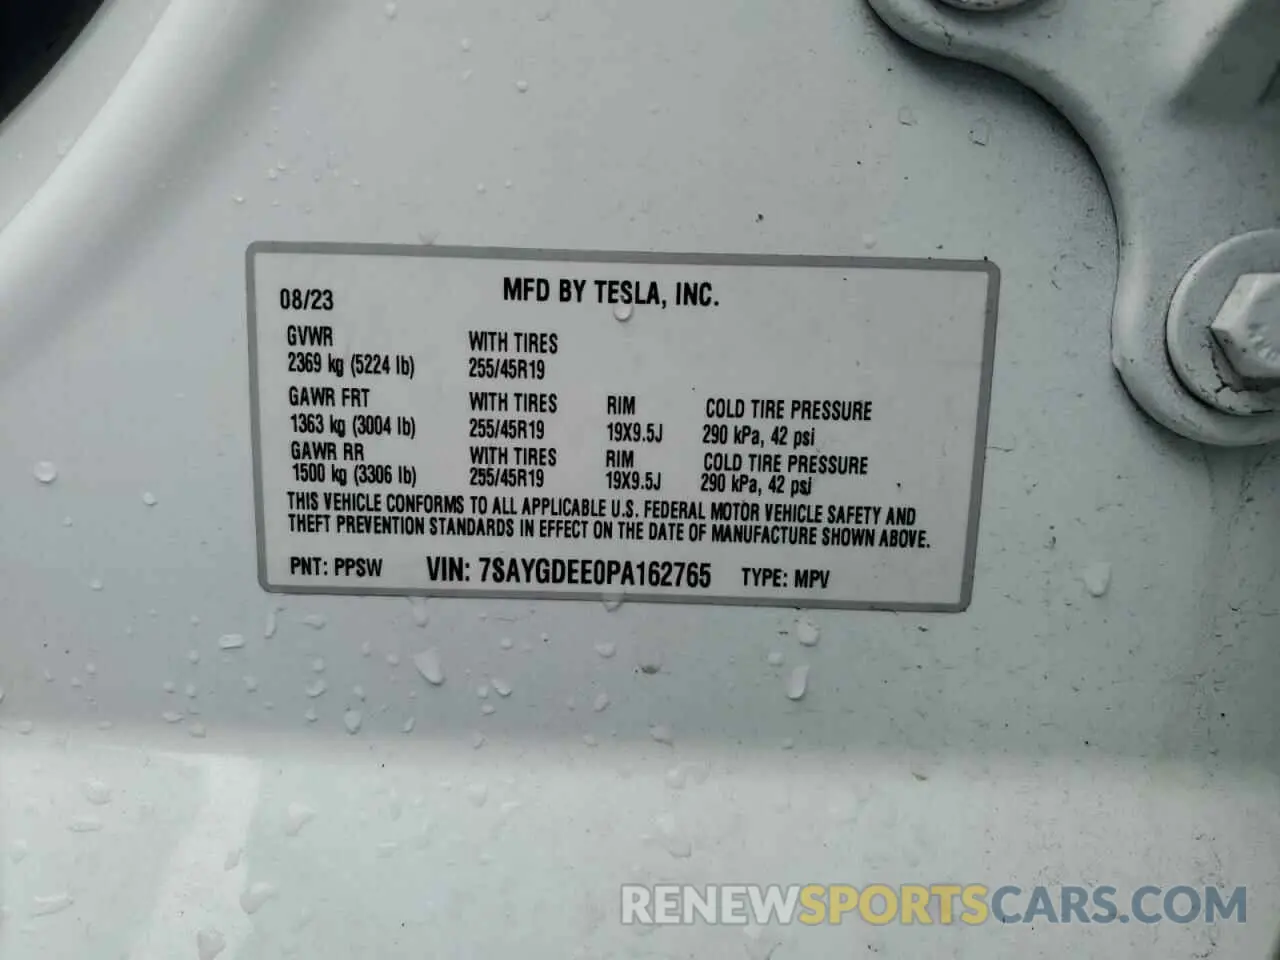 08/23 MFD BY TESLA, INC.
GVWR WITH TIRES
2369 kg (5224 lb) 255/45R19
GAWR FRT WITH TIRES RIM COLD TIRE PRESSURE
1363 kg (3004 lb) 255/45R19 19X9.5J 290 kPa, 42 psi
GAWR RR WITH TIRES RIM COLD TIRE PRESSURE
1500 kg (3306 lb) 255/45R19 19X9.5J 290 kPa, 42 psi
THIS VEHICLE CONFORMS TO ALL APPLICABLE U.S. FEDERAL MOTOR VEHICLE SAFETY AND
THEFT PREVENTION STANDARDS IN EFFECT ON THE DATE OF MANUFACTURE SHOWN ABOVE.
PNT: PPSW VIN: 7SAYGDEE0PA162765 TYPE: MPV
RENEWSPORTSCARS.COM